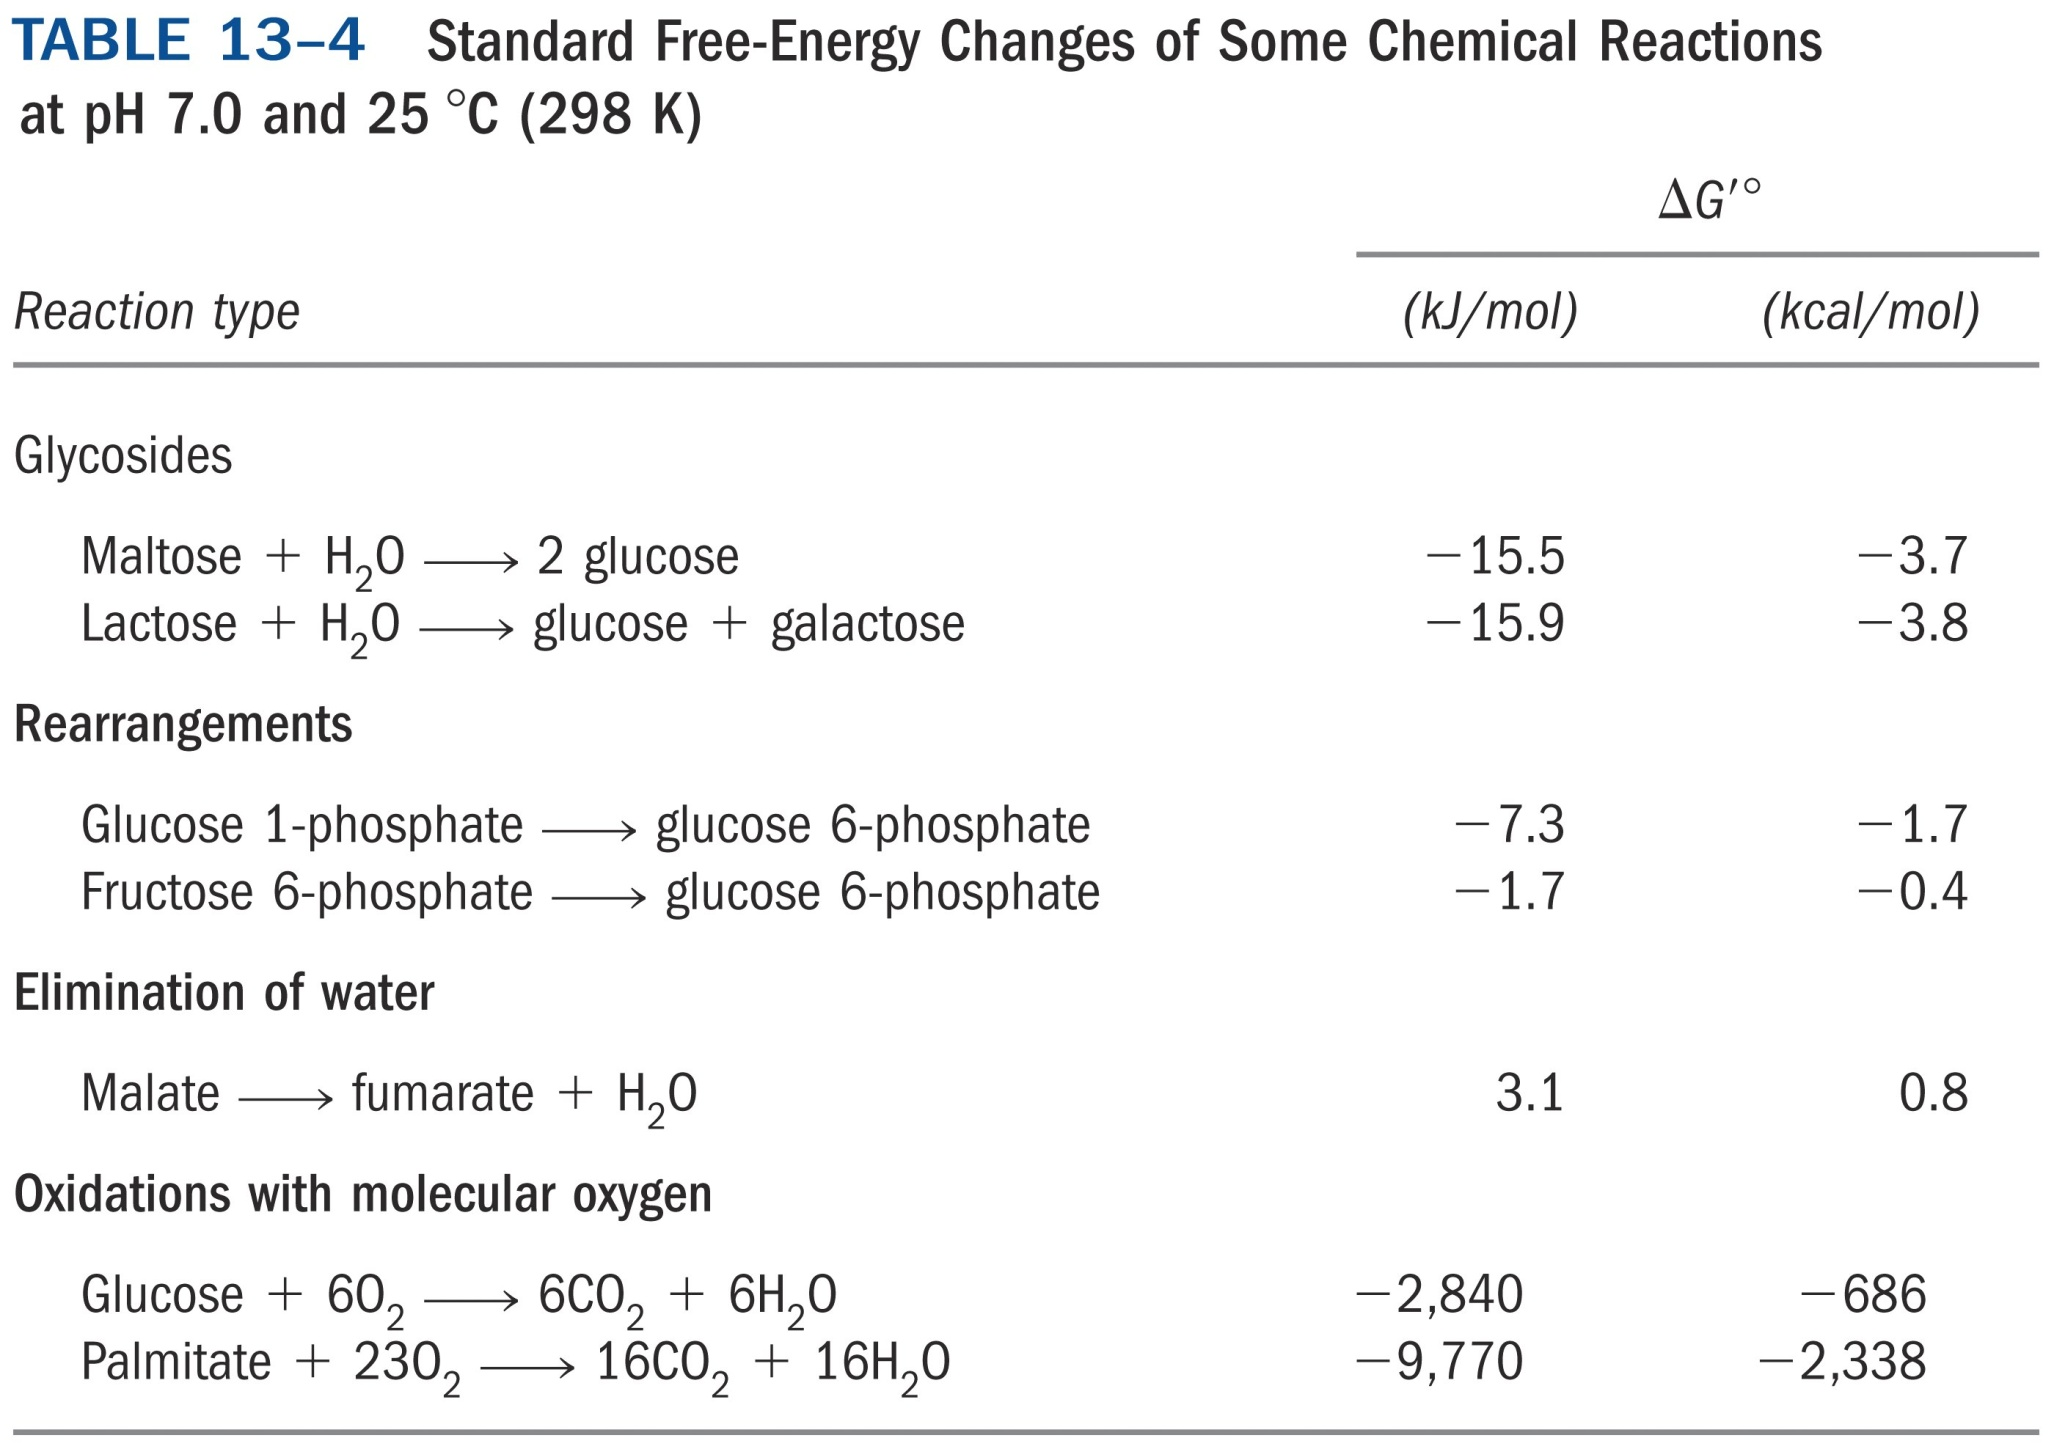 TABLE 13–4 Standard Free-Energy Changes of Some Chemical Reactions
at pH 7.0 and 25 °C (298 K)
ΔG′°
Reaction type (kJ/mol) (kcal/mol)
Glycosides
Maltose + H₂O ⟶ 2 glucose −15.5 −3.7
Lactose + H₂O ⟶ glucose + galactose −15.9 −3.8
Rearrangements
Glucose 1-phosphate ⟶ glucose 6-phosphate −7.3 −1.7
Fructose 6-phosphate ⟶ glucose 6-phosphate −1.7 −0.4
Elimination of water
Malate ⟶ fumarate + H₂O 3.1 0.8
Oxidations with molecular oxygen
Glucose + 6O₂ ⟶ 6CO₂ + 6H₂O −2,840 −686
Palmitate + 23O₂ ⟶ 16CO₂ + 16H₂O −9,770 −2,338